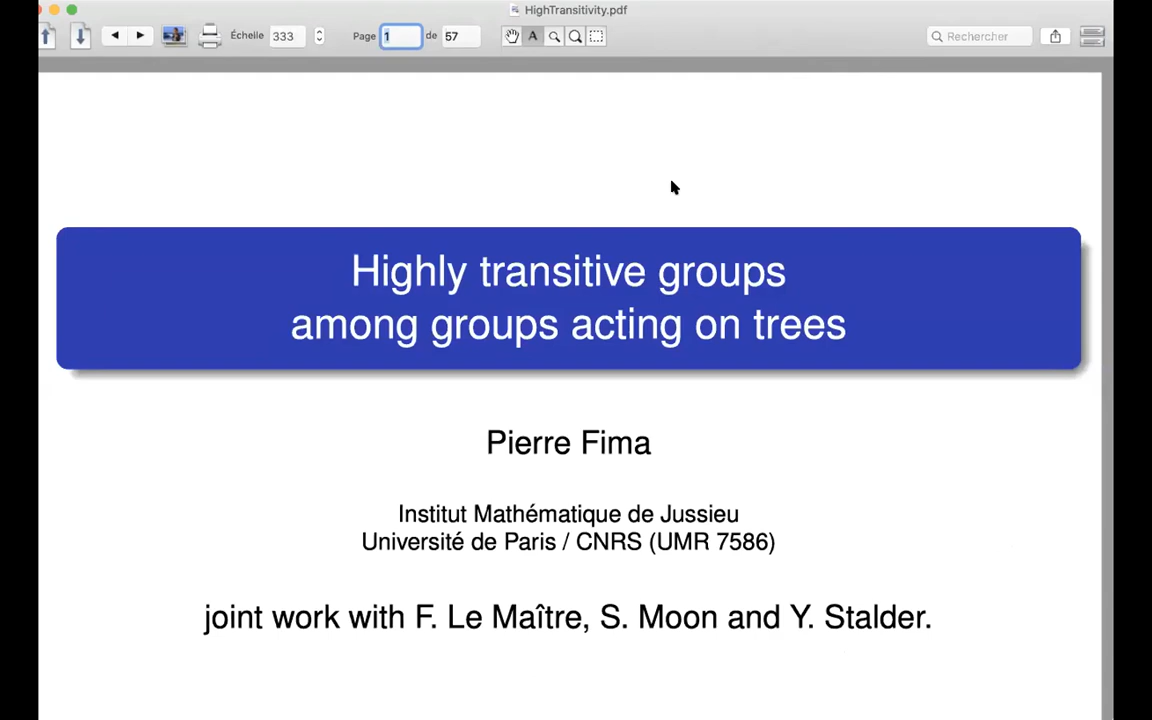 HighTransitivity.pdf
Échelle 333 Page 1 de 57 A Rechercher
Highly transitive groups
among groups acting on trees
Pierre Fima
Institut Mathématique de Jussieu
Université de Paris / CNRS (UMR 7586)
joint work with F. Le Maître, S. Moon and Y. Stalder.